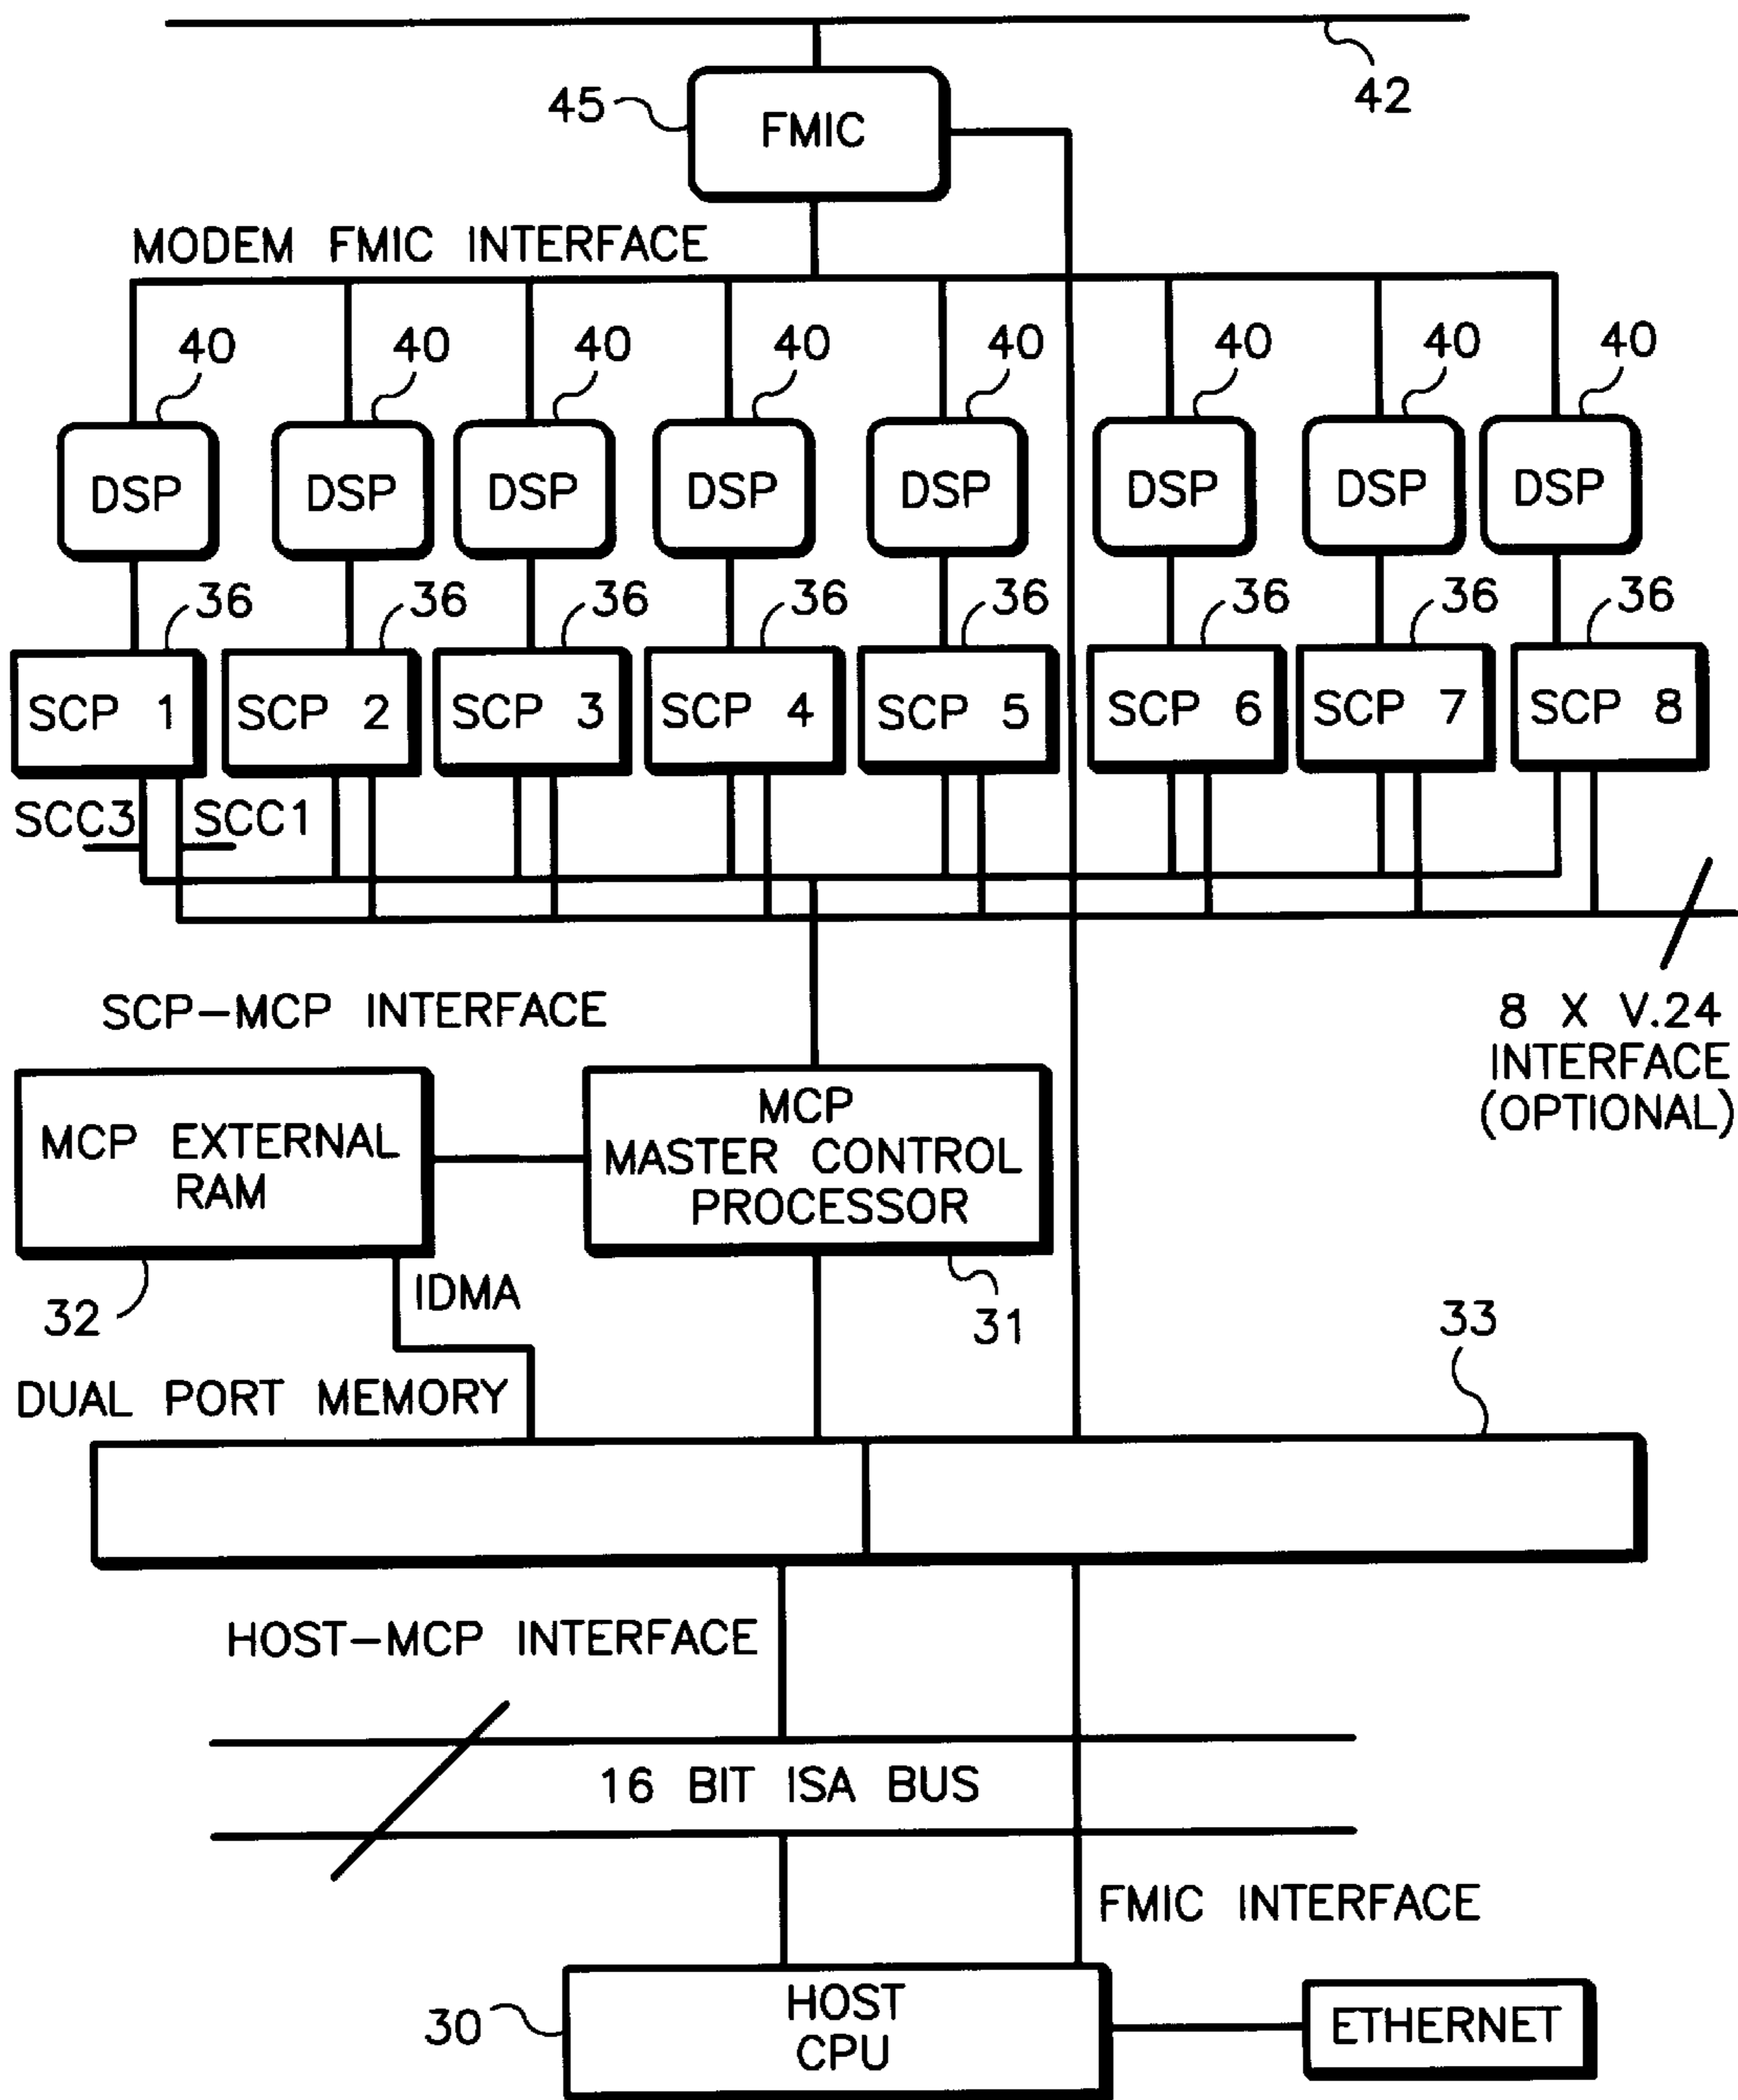 42
45
FMIC
MODEM FMIC INTERFACE
40 40 40 40 40 40 40 40
DSP DSP DSP DSP DSP DSP DSP DSP
36 36 36 36 36 36 36 36
SCP 1 SCP 2 SCP 3 SCP 4 SCP 5 SCP 6 SCP 7 SCP 8
SCC3 SCC1
SCP-MCP INTERFACE
8 X V.24
INTERFACE
(OPTIONAL)
MCP EXTERNAL
RAM
MCP
MASTER CONTROL
PROCESSOR
32
IDMA
31
33
DUAL PORT MEMORY
HOST-MCP INTERFACE
16 BIT ISA BUS
FMIC INTERFACE
30
HOST
CPU
ETHERNET